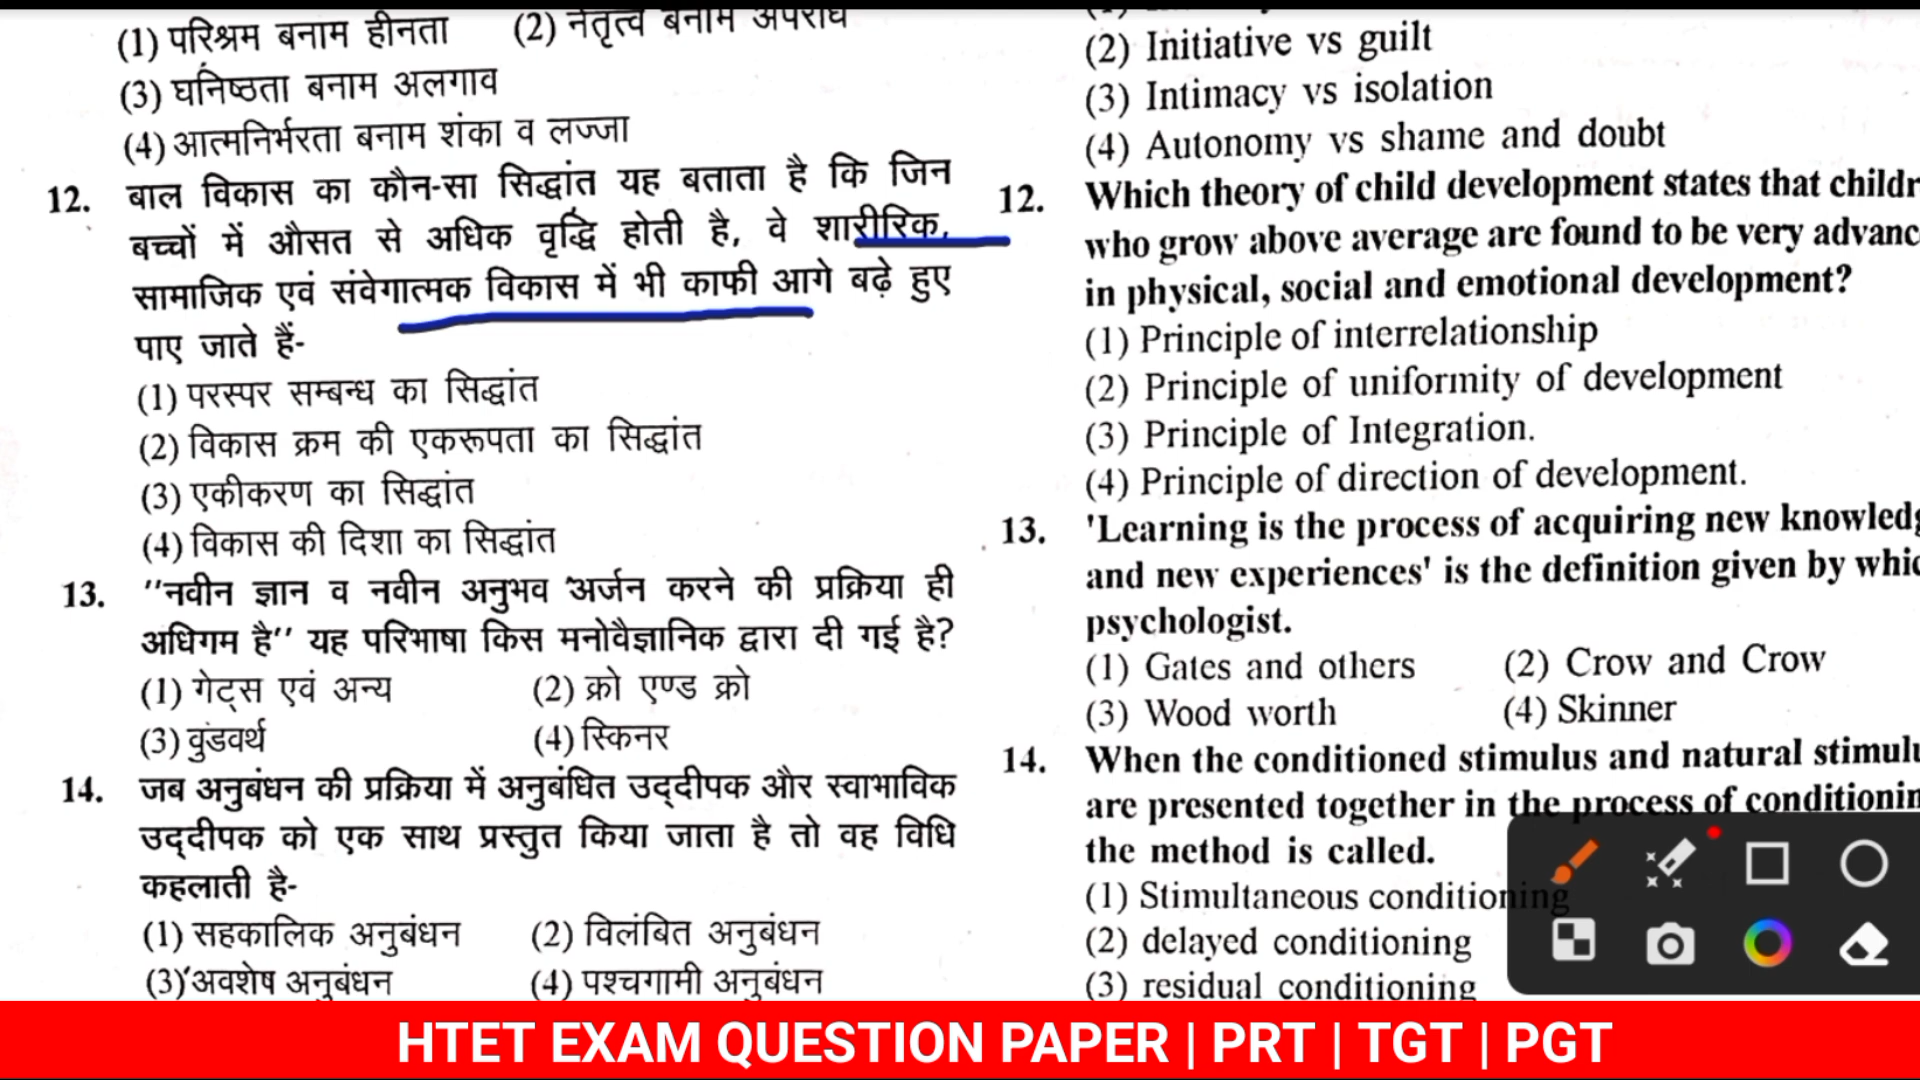 (1) परिश्रम बनाम हीनता (2) नेतृत्व बनाम अपराध
(3) घनिष्ठता बनाम अलगाव
(4) आत्मनिर्भरता बनाम शंका व लज्जा
12. बाल विकास का कौन-सा सिद्धांत यह बताता है कि जिन
बच्चों में औसत से अधिक वृद्धि होती है, वे शारीरिक,
सामाजिक एवं संवेगात्मक विकास में भी काफी आगे बढ़े हुए
पाए जाते हैं-
(1) परस्पर सम्बन्ध का सिद्धांत
(2) विकास क्रम की एकरूपता का सिद्धांत
(3) एकीकरण का सिद्धांत
(4) विकास की दिशा का सिद्धांत
13. "नवीन ज्ञान व नवीन अनुभव अर्जन करने की प्रक्रिया ही
अधिगम है" यह परिभाषा किस मनोवैज्ञानिक द्वारा दी गई है?
(1) गेट्स एवं अन्य (2) क्रो एण्ड क्रो
(3) वुंडवर्थ (4) स्किनर
14. जब अनुबंधन की प्रक्रिया में अनुबंधित उद्दीपक और स्वाभाविक
उद्दीपक को एक साथ प्रस्तुत किया जाता है तो वह विधि
कहलाती है-
(1) सहकालिक अनुबंधन (2) विलंबित अनुबंधन
(3) अवशेष अनुबंधन (4) पश्चगामी अनुबंधन
(2) Initiative vs guilt
(3) Intimacy vs isolation
(4) Autonomy vs shame and doubt
12. Which theory of child development states that childr
who grow above average are found to be very advanc
in physical, social and emotional development?
(1) Principle of interrelationship
(2) Principle of uniformity of development
(3) Principle of Integration.
(4) Principle of direction of development.
13. 'Learning is the process of acquiring new knowledg
and new experiences' is the definition given by whic
psychologist.
(1) Gates and others (2) Crow and Crow
(3) Wood worth (4) Skinner
14. When the conditioned stimulus and natural stimulu
are presented together in the process of conditionin
the method is called.
(1) Stimultaneous conditioning
(2) delayed conditioning
(3) residual conditioning
HTET EXAM QUESTION PAPER | PRT | TGT | PGT